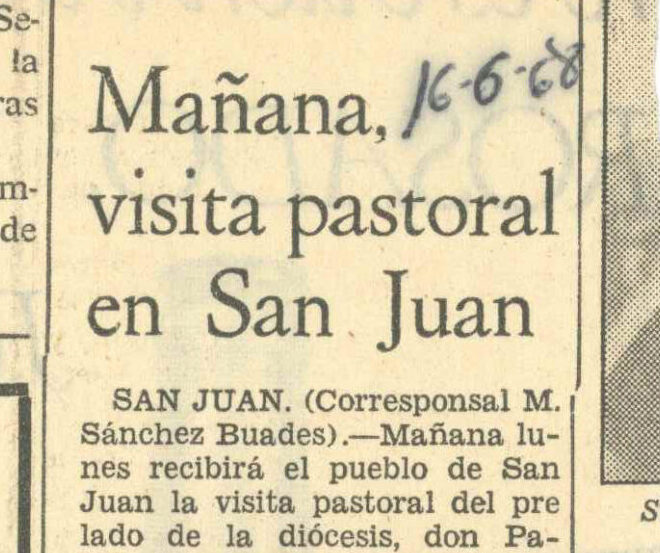 Se-
la
ras
m-
de
Mañana, 16-6-68
visita pastoral
en San Juan
SAN JUAN. (Corresponsal M.
Sánchez Buades).—Mañana lu-
nes recibirá el pueblo de San
Juan la visita pastoral del pre
lado de la diócesis, don Pa-
S